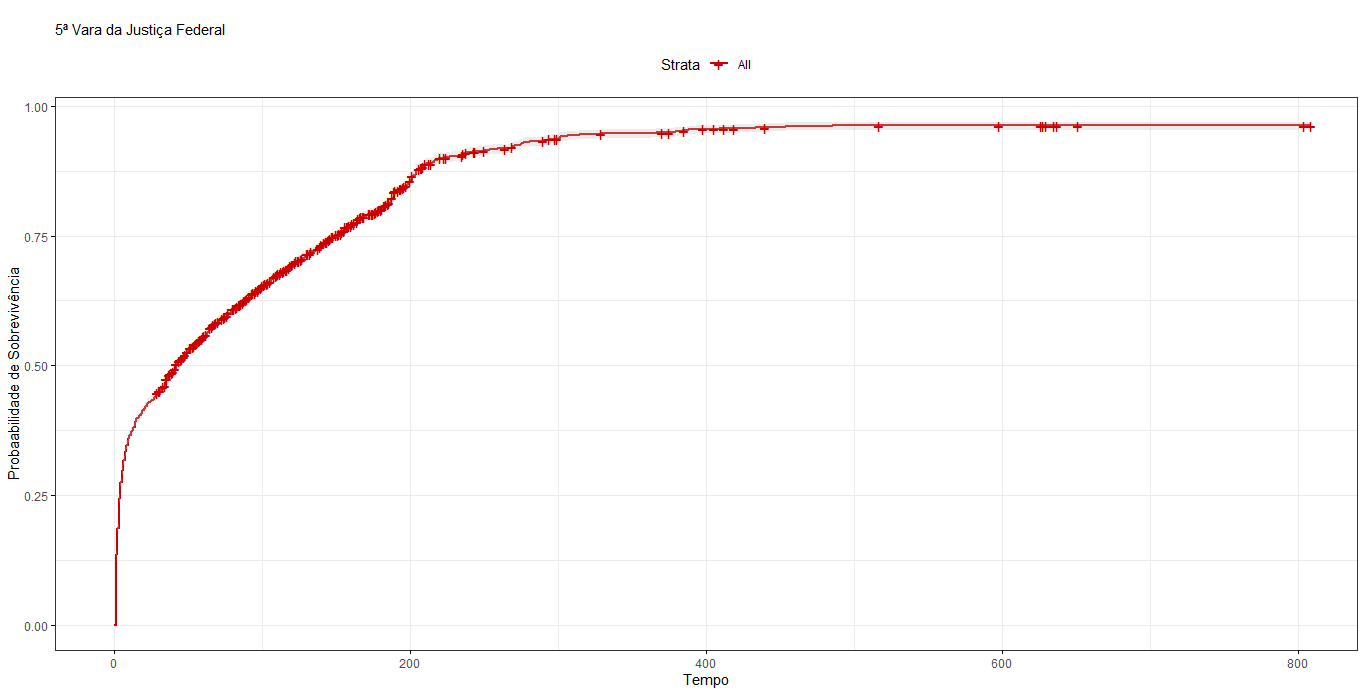 5ª Vara da Justiça Federal
Strata All
Probaabilidade de Sobrevivência
1.00
0.75
0.50
0.25
0.00
0 200 400 600 800
Tempo